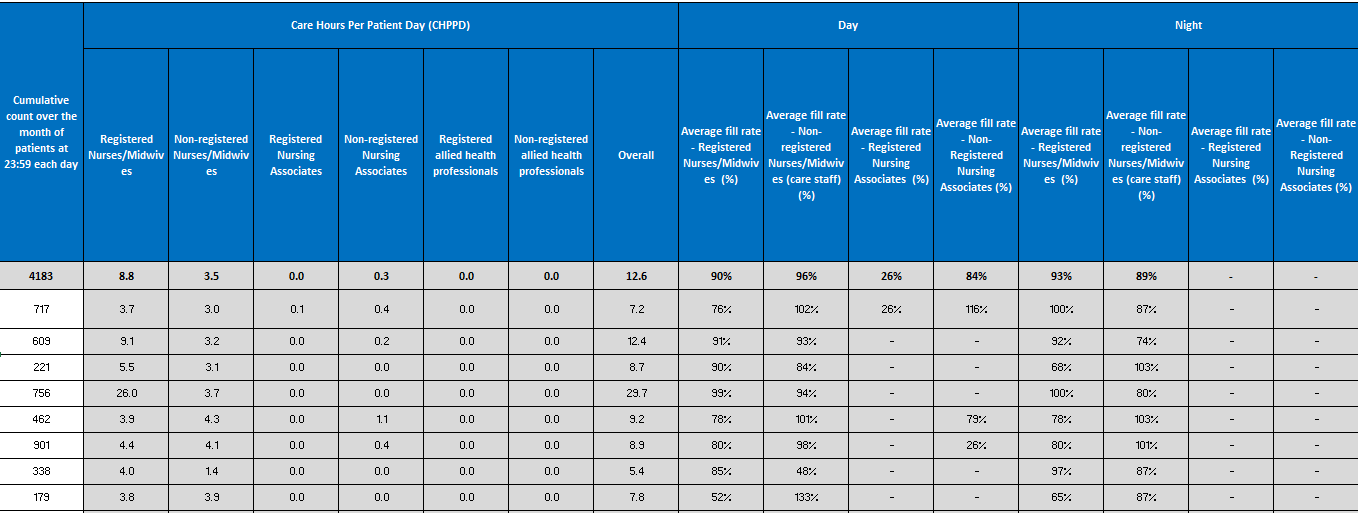 Care Hours Per Patient Day (CHPPD) Day Night
Cumulative count over the month of patients at 23:59 each day Registered Nurses/Midwives Non-registered Nurses/Midwives Registered Nursing Associates Non-registered Nursing Associates Registered allied health professionals Non-registered allied health professionals Overall Average fill rate - Registered Nurses/Midwives (%) Average fill rate - Non-registered Nurses/Midwives (care staff) (%) Average fill rate - Registered Nursing Associates (%) Average fill rate - Non-Registered Nursing Associates (%) Average fill rate - Registered Nurses/Midwives (%) Average fill rate - Non-registered Nurses/Midwives (care staff) (%) Average fill rate - Registered Nursing Associates (%) Average fill rate - Non-Registered Nursing Associates (%)
4183 8.8 3.5 0.0 0.3 0.0 0.0 12.6 90% 96% 26% 84% 93% 89% - -
717 3.7 3.0 0.1 0.4 0.0 0.0 7.2 76% 102% 26% 116% 100% 87% - -
609 9.1 3.2 0.0 0.2 0.0 0.0 12.4 91% 93% - - 92% 74% - -
221 5.5 3.1 0.0 0.0 0.0 0.0 8.7 90% 84% - - 68% 103% - -
756 26.0 3.7 0.0 0.0 0.0 0.0 29.7 99% 94% - - 100% 80% - -
462 3.9 4.3 0.0 1.1 0.0 0.0 9.2 78% 101% - 79% 78% 103% - -
901 4.4 4.1 0.0 0.4 0.0 0.0 8.9 80% 98% - 26% 80% 101% - -
338 4.0 1.4 0.0 0.0 0.0 0.0 5.4 85% 48% - - 97% 87% - -
179 3.8 3.9 0.0 0.0 0.0 0.0 7.8 52% 133% - - 65% 87% - -